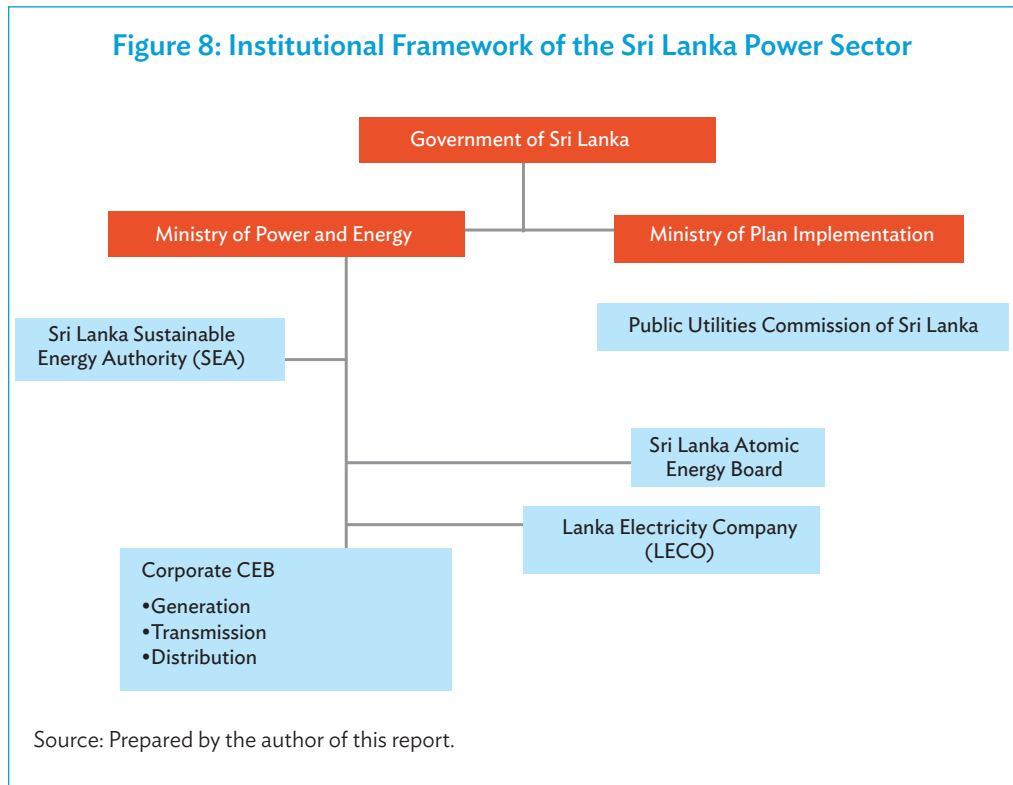 Figure 8: Institutional Framework of the Sri Lanka Power Sector
Government of Sri Lanka
Ministry of Power and Energy
Ministry of Plan Implementation
Public Utilities Commission of Sri Lanka
Sri Lanka Sustainable
Energy Authority (SEA)
Sri Lanka Atomic
Energy Board
Lanka Electricity Company
(LECO)
Corporate CEB
•Generation
•Transmission
•Distribution
Source: Prepared by the author of this report.